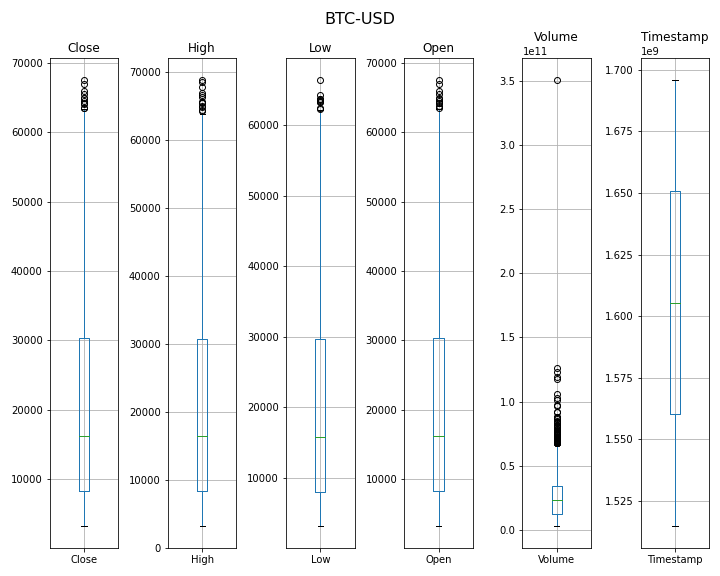 BTC-USD
Close
70000
60000
50000
40000
30000
20000
10000
Close
High
70000
60000
50000
40000
30000
20000
10000
0
High
Low
60000
50000
40000
30000
20000
10000
Low
Open
70000
60000
50000
40000
30000
20000
10000
Open
Volume
1e11
3.5
3.0
2.5
2.0
1.5
1.0
0.5
0.0
Volume
Timestamp
1e9
1.700
1.675
1.650
1.625
1.600
1.575
1.550
1.525
Timestamp